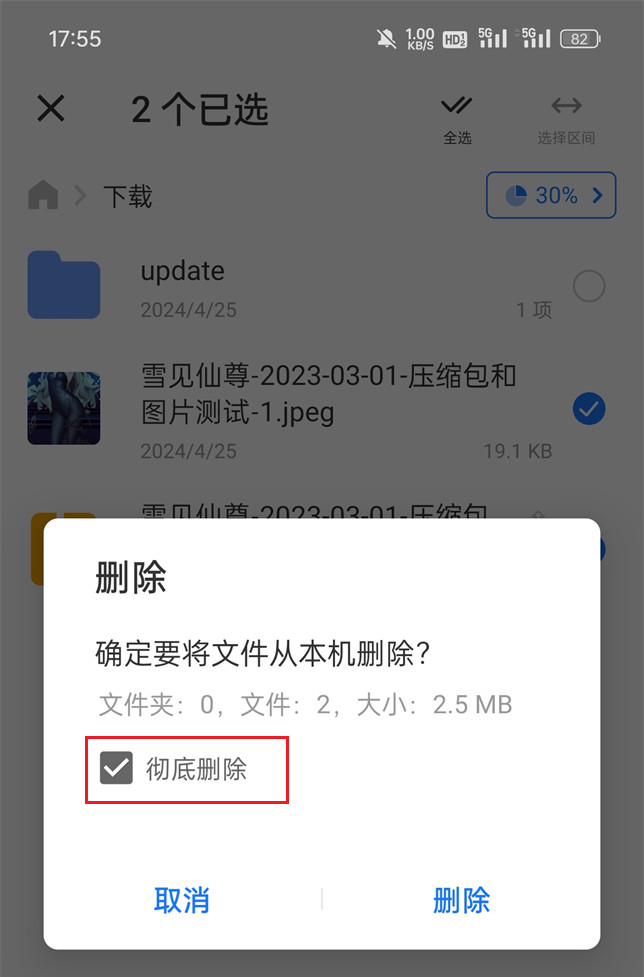 17:55
1.00 KB/S HD1 2 5G 5G 82
2 个已选
全选
选择区间
下载
30%
update
2024/4/25
1 项
雪见仙尊-2023-03-01-压缩包和
图片测试-1.jpeg
2024/4/25
19.1 KB
雪见仙尊-2023-03-01-压缩包
删除
确定要将文件从本机删除?
文件夹: 0, 文件: 2, 大小: 2.5 MB
彻底删除
取消
删除